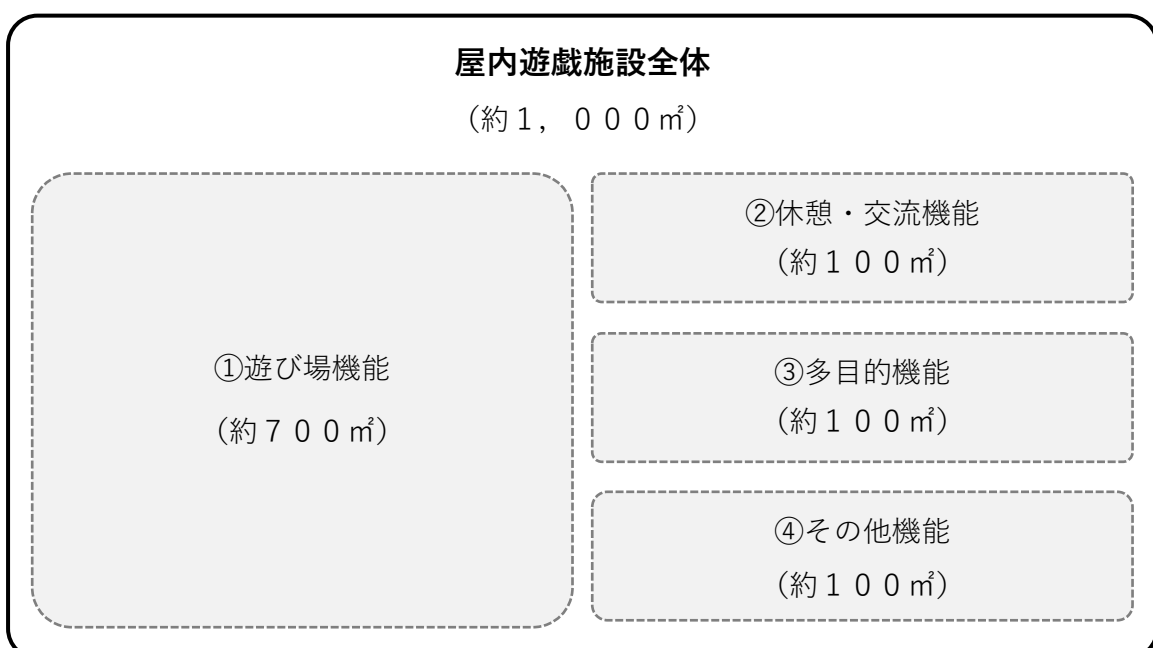 屋内遊戯施設全体
（約１，０００㎡）
①遊び場機能
（約７００㎡）
②休憩・交流機能
（約１００㎡）
③多目的機能
（約１００㎡）
④その他機能
（約１００㎡）